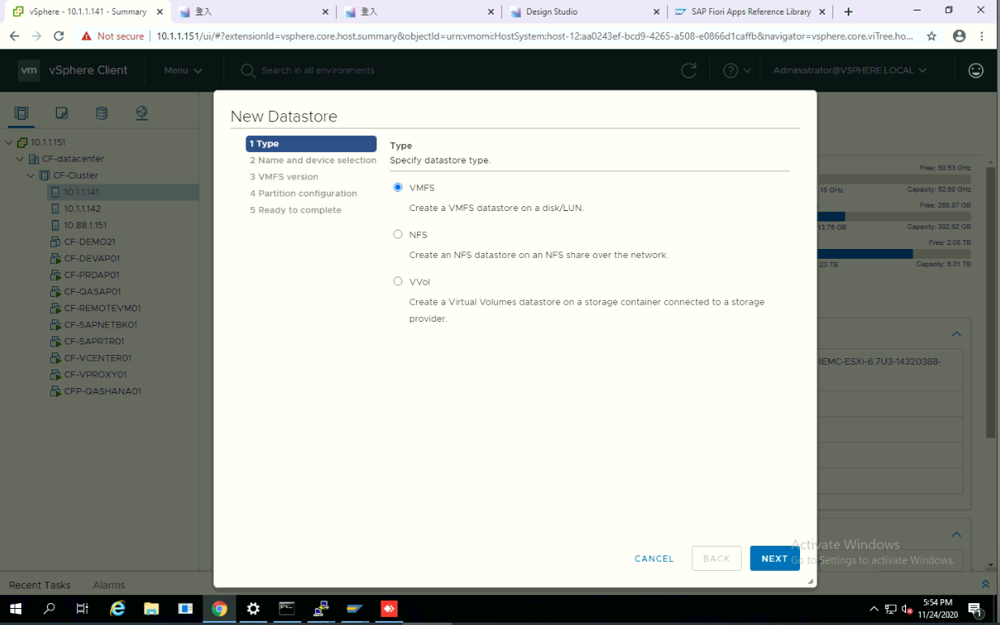 vSphere - 10.1.1.141 - Summary
登入
登入
Design Studio
SAP Fiori Apps Reference Library
Not secure
10.1.1.151/ui/#?extensionId=vsphere.core.host.summary&objectId=urn:vmomi:HostSystem:host-12:aa0243ef-bcd9-4265-a508-e0866d1caffb&navigator=vsphere.core.viTree.ho...
vm vSphere Client
Menu
Search in all environments
Administrator@VSPHERE.LOCAL
10.1.1.151
CF-datacenter
CF-Cluster
10.1.1.141
10.1.1.142
10.88.1.151
CF-DEMO21
CF-DEVAP01
CF-PRDAP01
CF-QASAP01
CF-REMOTEVM01
CF-SAPNETBK01
CF-SAPRTR01
CF-VCENTER01
CF-VPROXY01
CFP-QASHANA01
New Datastore
1 Type
2 Name and device selection
3 VMFS version
4 Partition configuration
5 Ready to complete
Type
Specify datastore type.
VMFS
Create a VMFS datastore on a disk/LUN.
NFS
Create an NFS datastore on an NFS share over the network.
VVol
Create a Virtual Volumes datastore on a storage container connected to a storage
provider.
CANCEL
BACK
NEXT
Free: 50.53 GHz
.15 GHz
Capacity: 52.68 GHz
Free: 268.87 GB
13.75 GB
Capacity: 382.62 GB
Free: 2.08 TB
.23 TB
Capacity: 6.31 TB
lEMC-ESXi-6.7U3-14320388-
Activate Windows
Go to Settings to activate Windows.
Recent Tasks
Alarms
5:54 PM
11/24/2020
1